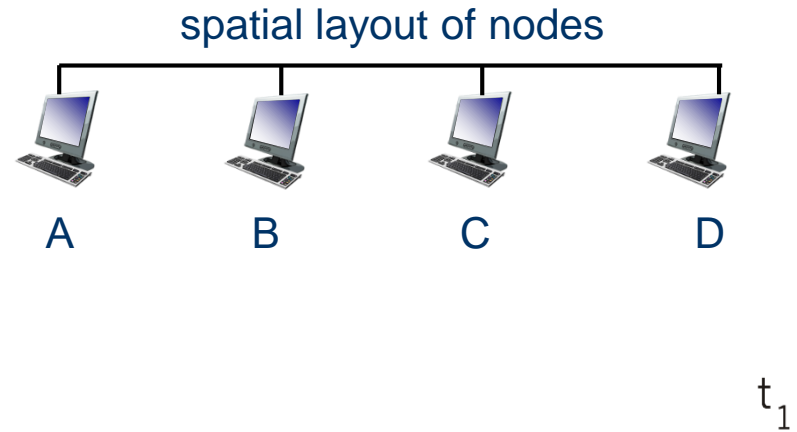 spatial layout of nodes
A B C D
t₁